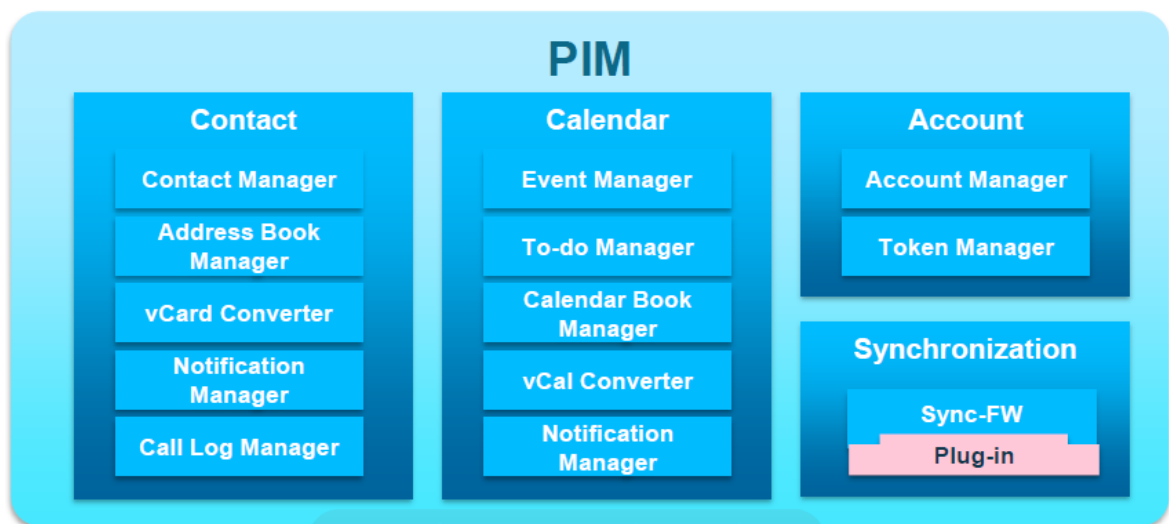 PIM
Contact
Contact Manager
Address Book
Manager
vCard Converter
Notification
Manager
Call Log Manager
Calendar
Event Manager
To-do Manager
Calendar Book
Manager
vCal Converter
Notification
Manager
Account
Account Manager
Token Manager
Synchronization
Sync-FW
Plug-in